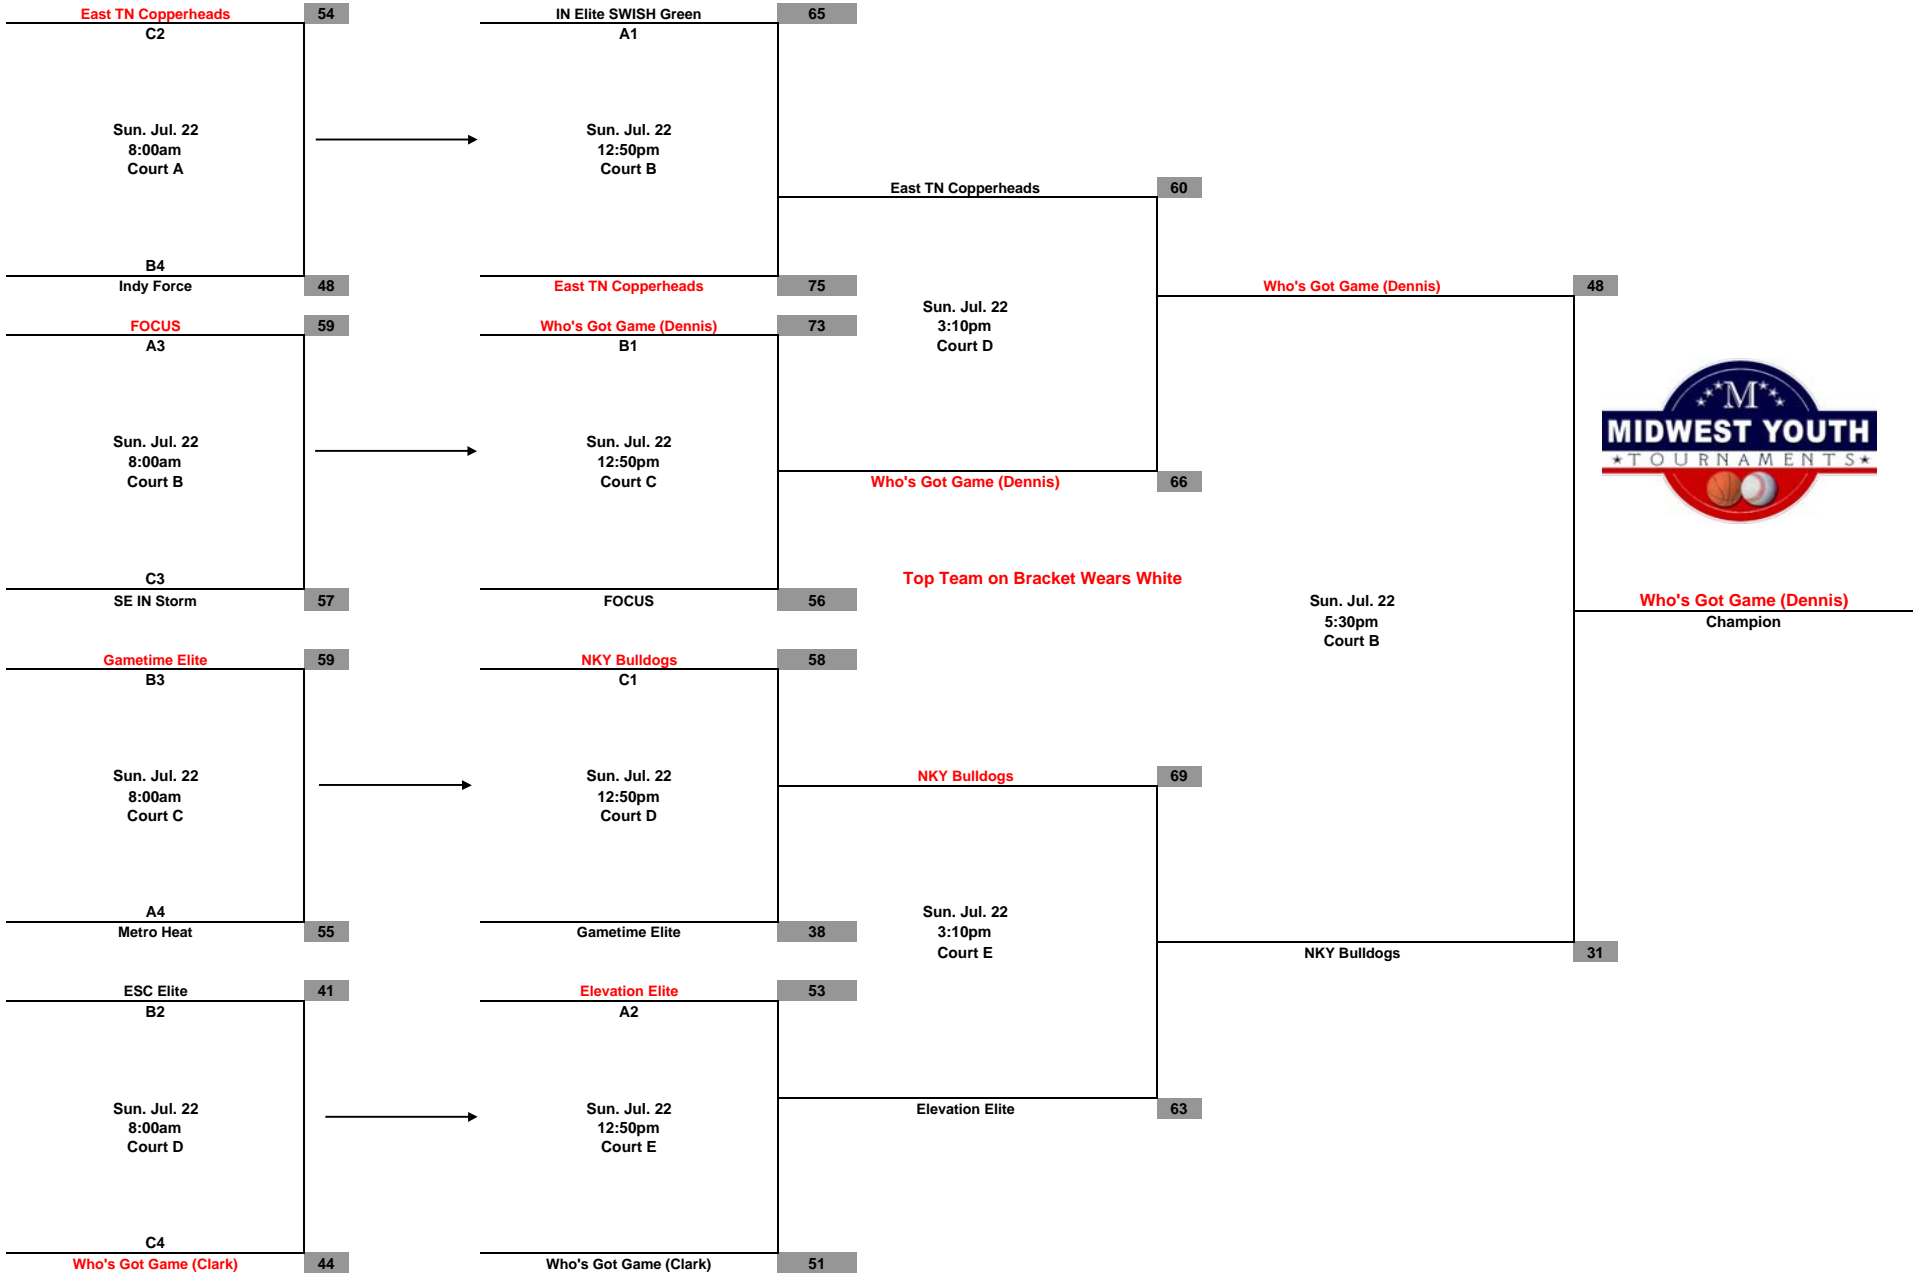 East TN Copperheads 54
C2
Sun. Jul. 22
8:00am
Court A
B4
Indy Force 48
FOCUS 59
A3
Sun. Jul. 22
8:00am
Court B
C3
SE IN Storm 57
Gametime Elite 59
B3
Sun. Jul. 22
8:00am
Court C
A4
Metro Heat 55
ESC Elite 41
B2
Sun. Jul. 22
8:00am
Court D
C4
Who's Got Game (Clark) 44
IN Elite SWISH Green 65
A1
Sun. Jul. 22
12:50pm
Court B
East TN Copperheads 75
Who's Got Game (Dennis) 73
B1
Sun. Jul. 22
12:50pm
Court C
FOCUS 56
NKY Bulldogs 58
C1
Sun. Jul. 22
12:50pm
Court D
Gametime Elite 38
Elevation Elite 53
A2
Sun. Jul. 22
12:50pm
Court E
Who's Got Game (Clark) 51
East TN Copperheads 60
Sun. Jul. 22
3:10pm
Court D
Who's Got Game (Dennis) 66
Top Team on Bracket Wears White
NKY Bulldogs 69
Sun. Jul. 22
3:10pm
Court E
Elevation Elite 63
Who's Got Game (Dennis) 48
Sun. Jul. 22
5:30pm
Court B
NKY Bulldogs 31
M
MIDWEST YOUTH
TOURNAMENTS
Who's Got Game (Dennis)
Champion